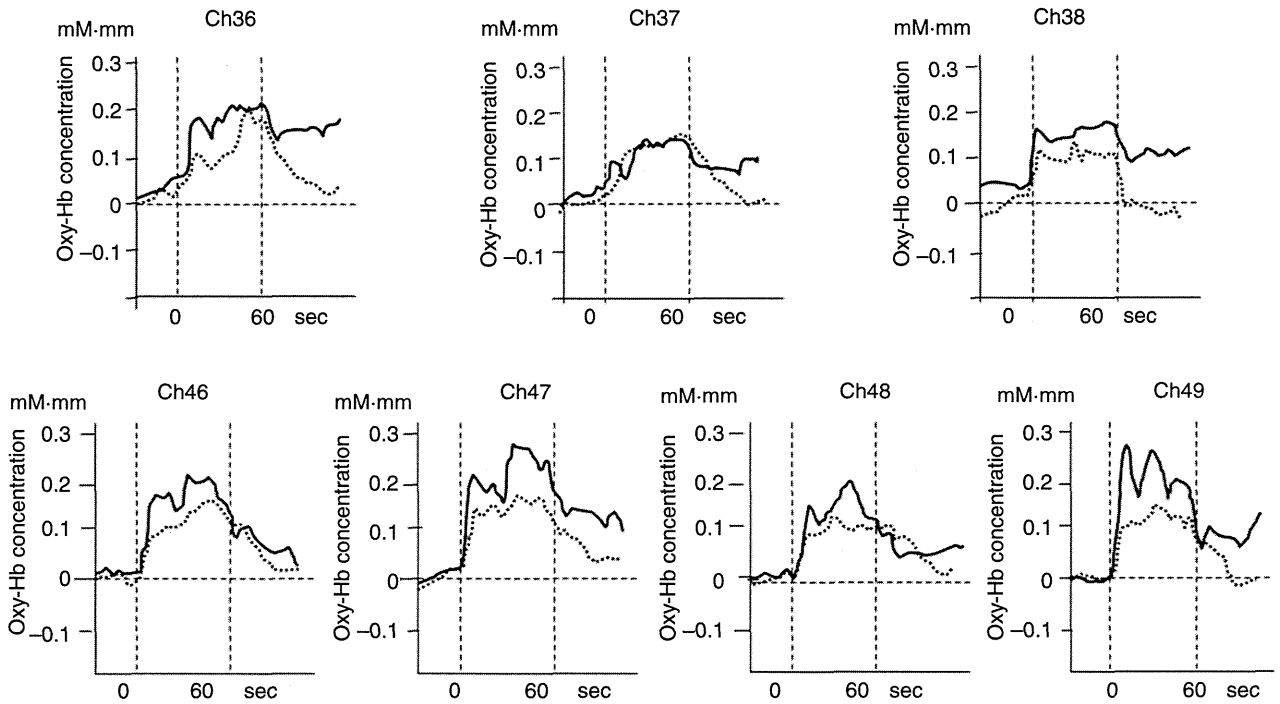 Ch36
mM·mm
Oxy-Hb concentration
0.3
0.2
0.1
0
–0.1
0 60 sec
Ch37
mM·mm
Oxy-Hb concentration
0.3
0.2
0.1
0
–0.1
0 60 sec
Ch38
mM·mm
Oxy-Hb concentration
0.3
0.2
0.1
0
–0.1
0 60 sec
Ch46
mM·mm
Oxy-Hb concentration
0.3
0.2
0.1
0
–0.1
0 60 sec
Ch47
mM·mm
Oxy-Hb concentration
0.3
0.2
0.1
0
–0.1
0 60 sec
Ch48
mM·mm
Oxy-Hb concentration
0.3
0.2
0.1
0
–0.1
0 60 sec
Ch49
mM·mm
Oxy-Hb concentration
0.3
0.2
0.1
0
–0.1
0 60 sec